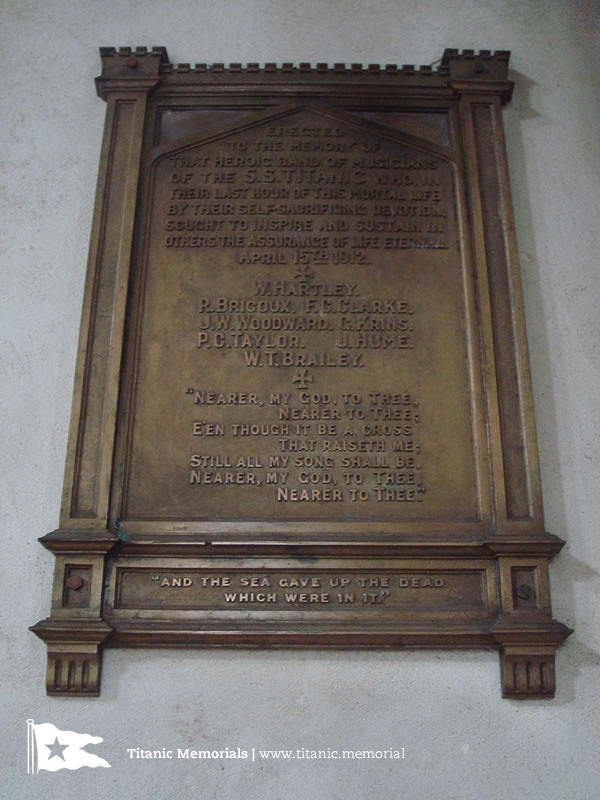 ERECTED
TO THE MEMORY OF
THAT HEROIC BAND OF MUSICIANS
OF THE S.S. TITANIC WHO, IN
THEIR LAST HOUR OF THIS MORTAL LIFE
BY THEIR SELF-SACRIFICING DEVOTION,
SOUGHT TO INSPIRE AND SUSTAIN IN
OTHERS THE ASSURANCE OF LIFE ETERNAL.
APRIL 15TH 1912.
W. HARTLEY.
R. BRICOUX. F. C. CLARKE.
J. W. WOODWARD. G. KRINS.
P. C. TAYLOR. J. HUME.
W. T. BRAILEY.
"NEARER, MY GOD, TO THEE,
NEARER TO THEE;
E'EN THOUGH IT BE A CROSS
THAT RAISETH ME;
STILL ALL MY SONG SHALL BE,
NEARER, MY GOD, TO THEE,
NEARER TO THEE."
"AND THE SEA GAVE UP THE DEAD
WHICH WERE IN IT."
Titanic Memorials | www.titanic.memorial